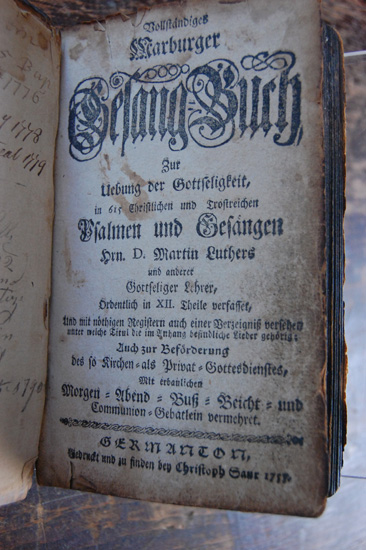 Vollständiges
Marburger
Gesang-Buch,
Zur
Uebung der Gottseligkeit,
in 615 Christlichen und Trostreichen
Psalmen und Gesängen
Hrn. D. Martin Luthers
und anderer
Gottseliger Lehrer,
Ordentlich in XII. Theile verfasset,
Und mit nöthigen Registern auch einer Verzeigniß versehen
unter welche Titul die im Anhang befindliche Lieder gehörig:
Auch zur Beförderung
des so Kirchen-als Privat-Gottesdienstes,
Mit erbaulichen
Morgen-Abend-Buß-Beicht-und
Communion-Gebätlein vermehret.
GERMANTON,
Gedruckt und zu finden bey Christoph Saur
1776
1778